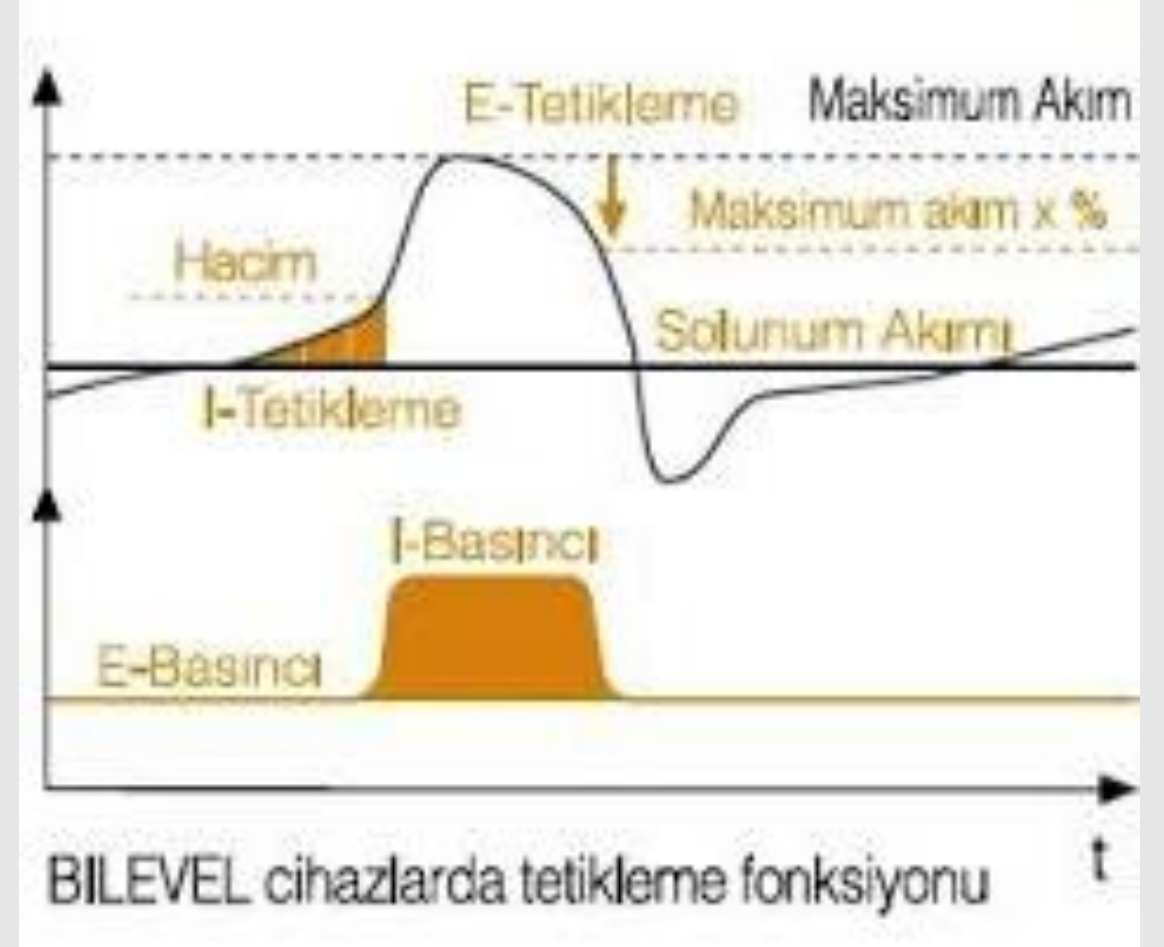 E-Tetikleme
Maksimum Akım
Maksimum akım x %
Hacim
Solunum Akımı
I-Tetikleme
I-Basıncı
E-Basıncı
t
BILEVEL cihazlarda tetikleme fonksiyonu